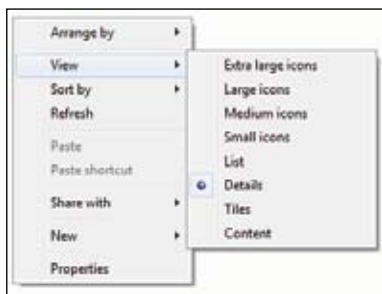 Arrange by
View
Sort by
Refresh
Paste
Paste shortcut
Share with
New
Properties
Extra large icons
Large icons
Medium icons
Small icons
List
Details
Tiles
Content